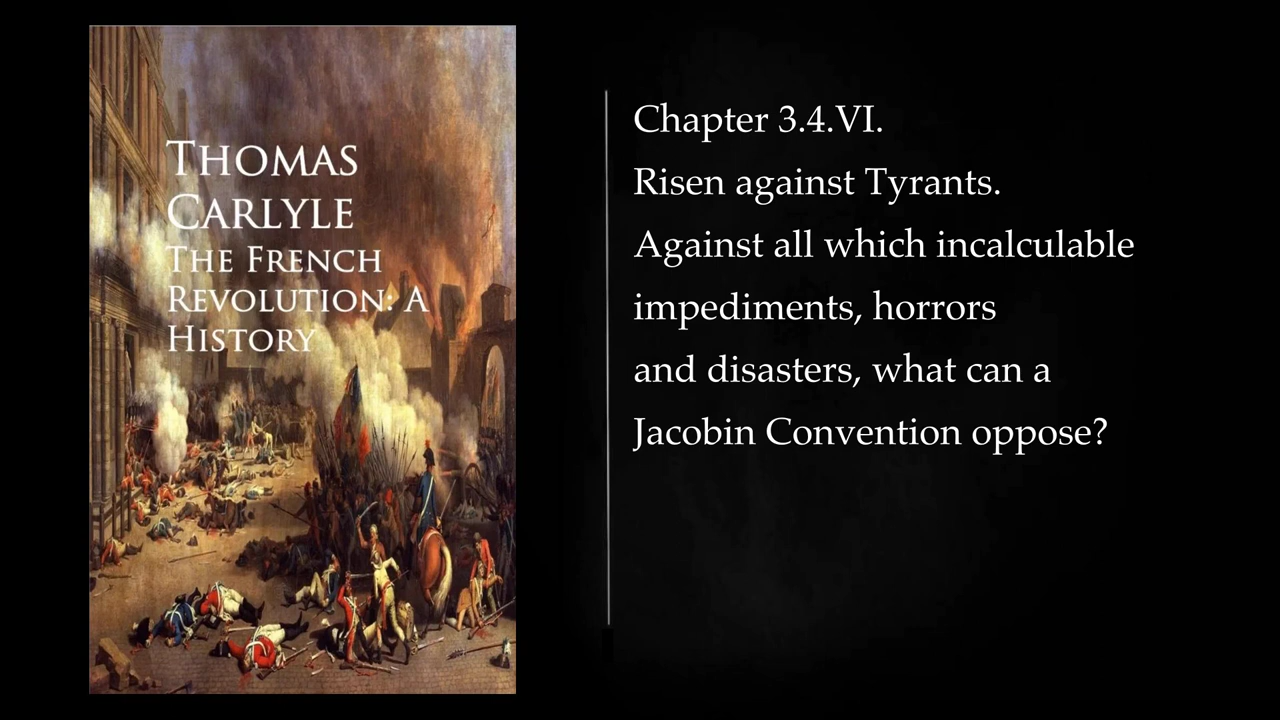 THOMAS
CARLYLE
THE FRENCH
REVOLUTION: A
HISTORY
Chapter 3.4.VI.
Risen against Tyrants.
Against all which incalculable
impediments, horrors
and disasters, what can a
Jacobin Convention oppose?